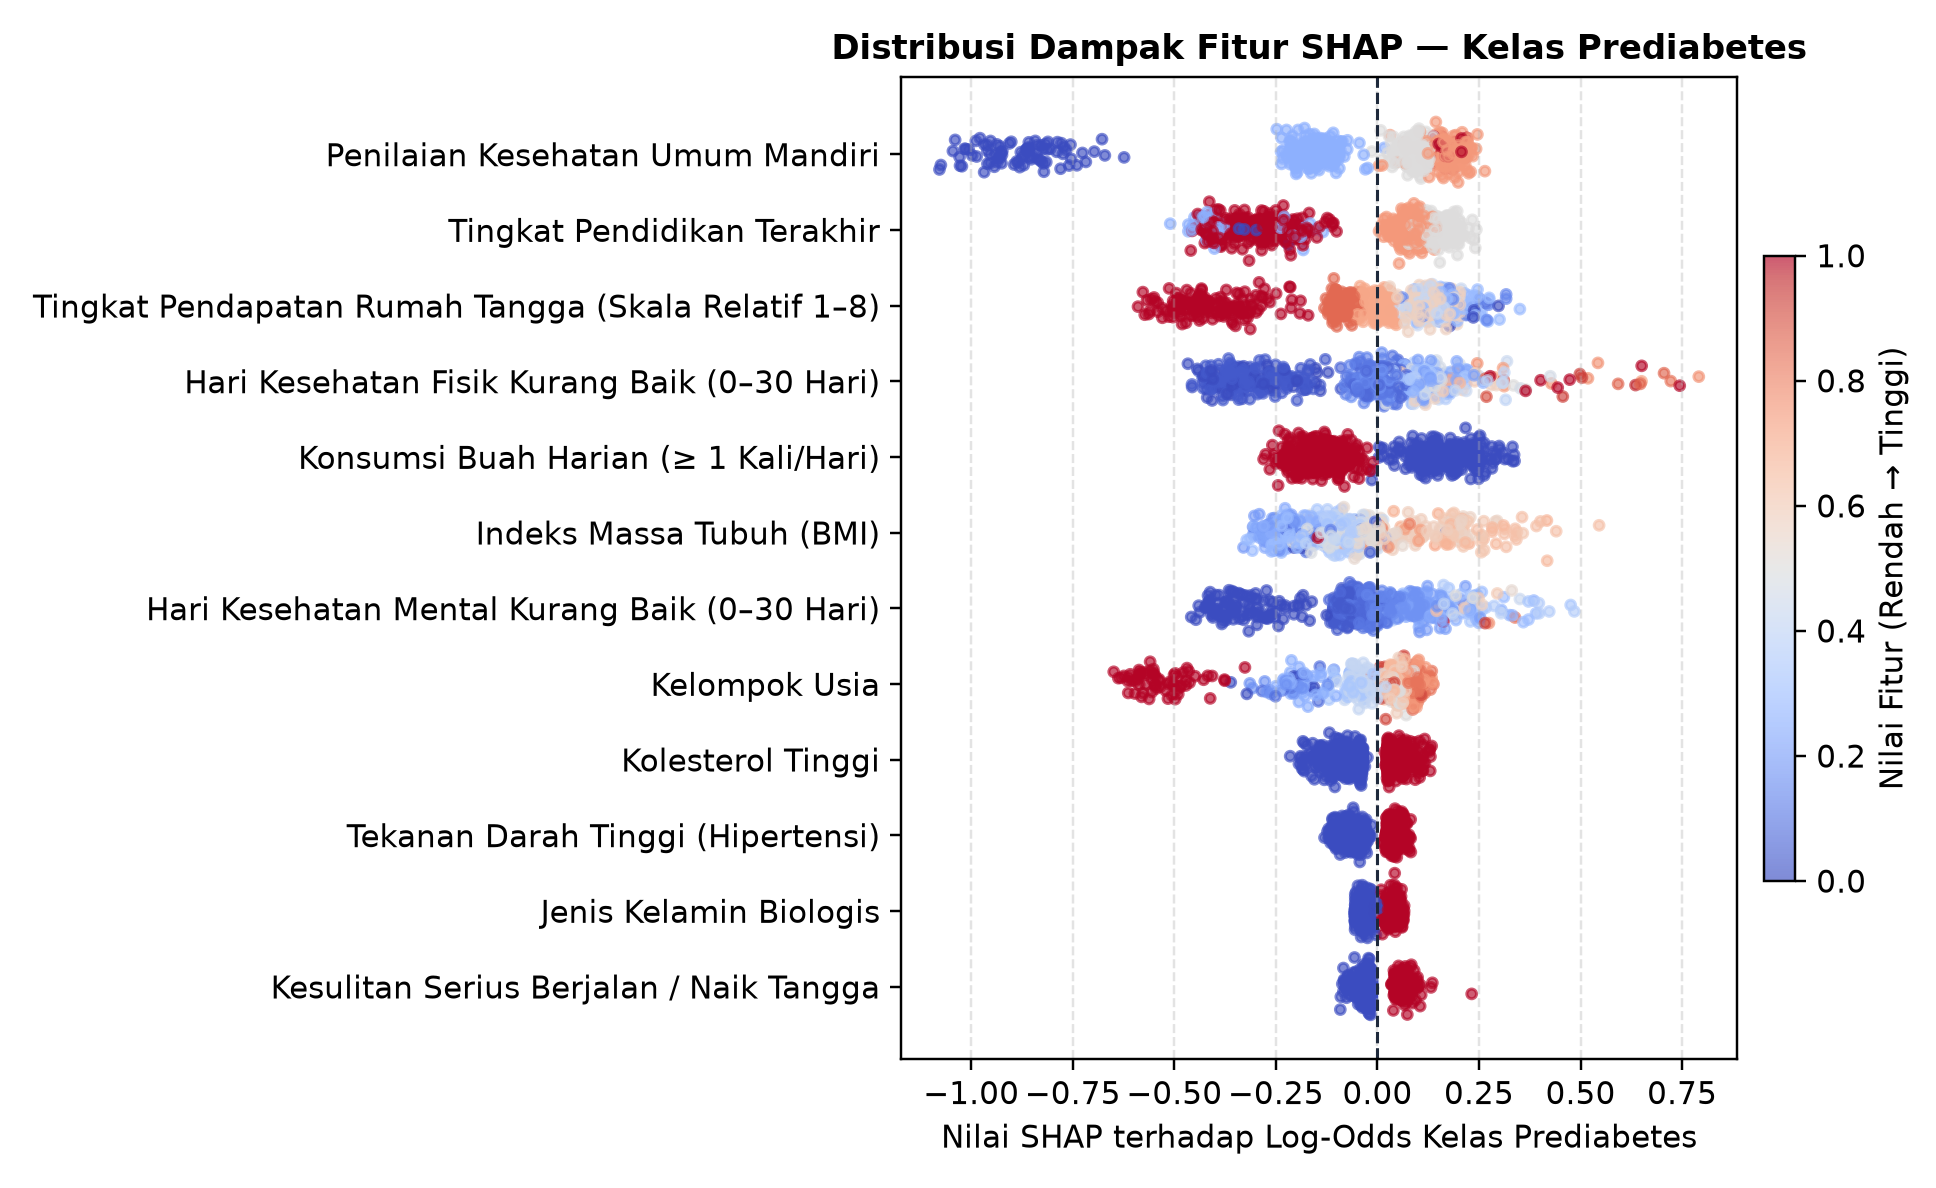 Distribusi Dampak Fitur SHAP — Kelas Prediabetes
Penilaian Kesehatan Umum Mandiri
Tingkat Pendidikan Terakhir
Tingkat Pendapatan Rumah Tangga (Skala Relatif 1–8)
Hari Kesehatan Fisik Kurang Baik (0–30 Hari)
Konsumsi Buah Harian (≥ 1 Kali/Hari)
Indeks Massa Tubuh (BMI)
Hari Kesehatan Mental Kurang Baik (0–30 Hari)
Kelompok Usia
Kolesterol Tinggi
Tekanan Darah Tinggi (Hipertensi)
Jenis Kelamin Biologis
Kesulitan Serius Berjalan / Naik Tangga
−1.00 −0.75 −0.50 −0.25 0.00 0.25 0.50 0.75
Nilai SHAP terhadap Log-Odds Kelas Prediabetes
1.0
0.8
0.6
0.4
0.2
0.0
Nilai Fitur (Rendah → Tinggi)